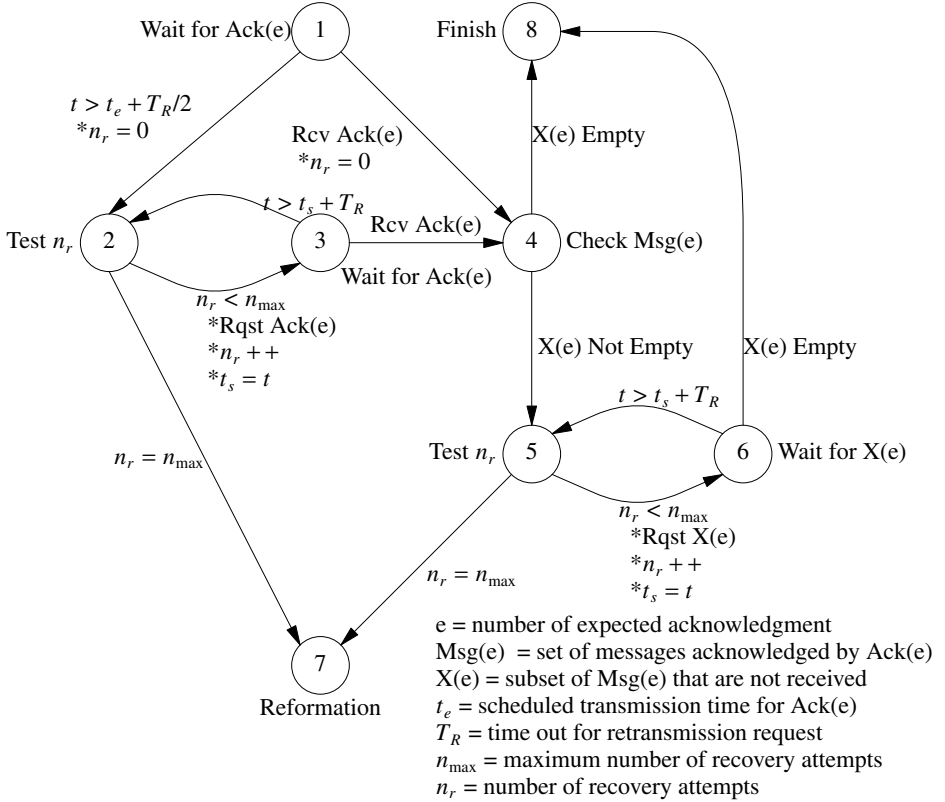 Wait for Ack(e)
1
Finish
8
t > t_e + T_R/2
*n_r = 0
Rcv Ack(e)
*n_r = 0
X(e) Empty
t > t_s + T_R
Test n_r
2
3
Rcv Ack(e)
4
Check Msg(e)
Wait for Ack(e)
n_r < n_max
*Rqst Ack(e)
*n_r ++
*t_s = t
X(e) Not Empty
X(e) Empty
t > t_s + T_R
n_r = n_max
Test n_r
5
6
Wait for X(e)
n_r < n_max
*Rqst X(e)
*n_r ++
*t_s = t
n_r = n_max
7
Reformation
e = number of expected acknowledgment
Msg(e) = set of messages acknowledged by Ack(e)
X(e) = subset of Msg(e) that are not received
t_e = scheduled transmission time for Ack(e)
T_R = time out for retransmission request
n_max = maximum number of recovery attempts
n_r = number of recovery attempts